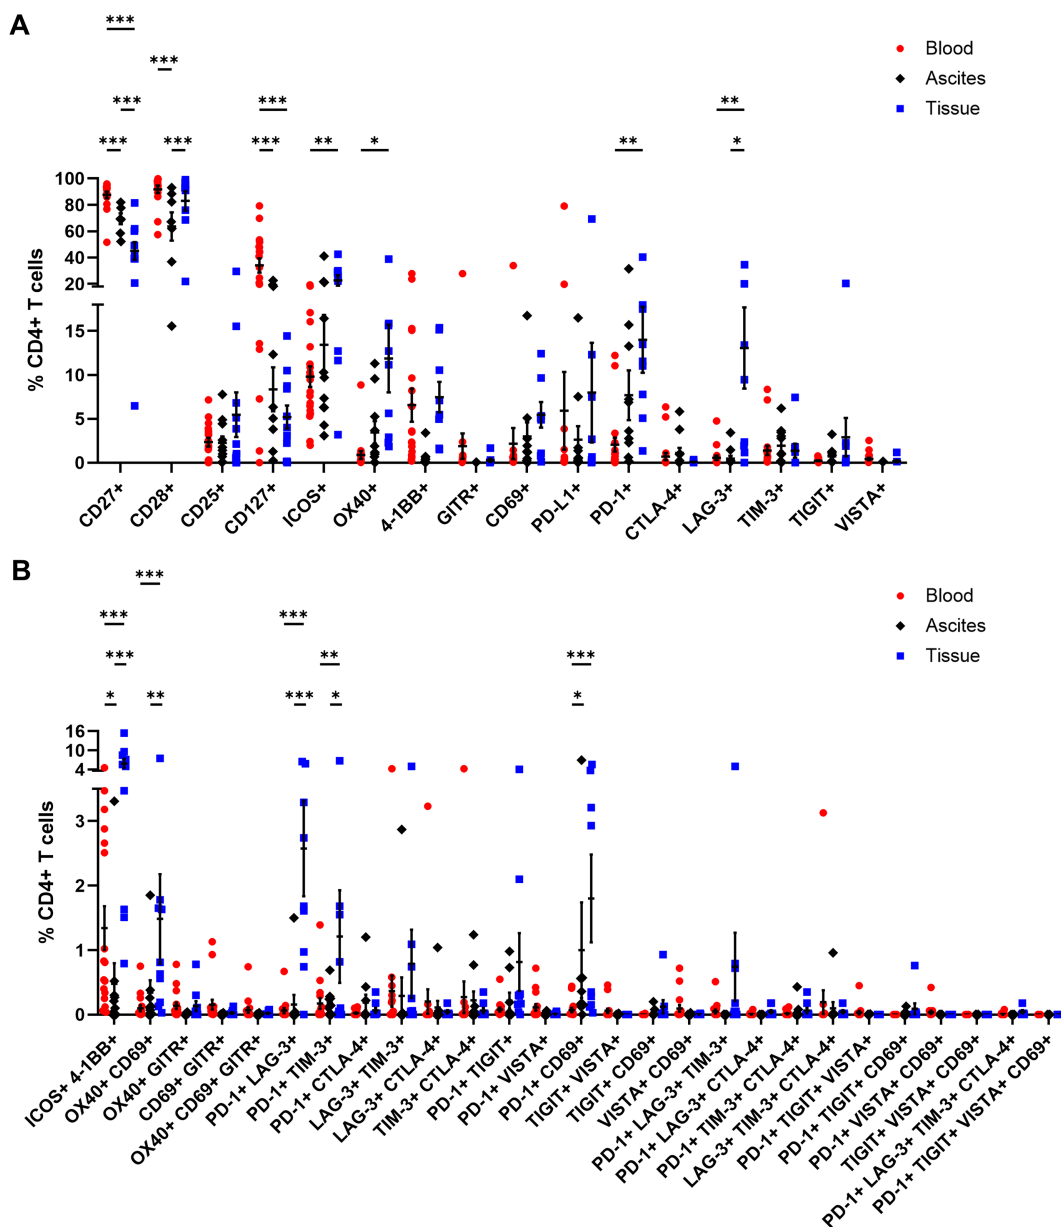 A
***
***
***
**
***
***
**
*
***
***
***
**
*
**
*
Blood
Ascites
Tissue
% CD4+ T cells
100
80
60
40
20
15
10
5
0
CD27+
CD28+
CD25+
CD127+
ICOS+
OX40+
4-1BB+
GITR+
CD69+
PD-L1+
PD-1+
CTLA-4+
LAG-3+
TIM-3+
TIGIT+
VISTA+
B
***
***
***
***
**
***
*
**
***
*
*
Blood
Ascites
Tissue
% CD4+ T cells
16
10
4
3
2
1
0
ICOS+ 4-1BB+
OX40+ CD69+
OX40+ GITR+
CD69+ GITR+
OX40+ CD69+ GITR+
PD-1+ LAG-3+
PD-1+ TIM-3+
PD-1+ CTLA-4+
LAG-3+ TIM-3+
LAG-3+ CTLA-4+
TIM-3+ CTLA-4+
PD-1+ TIGIT+
PD-1+ VISTA+
PD-1+ CD69+
TIGIT+ VISTA+
TIGIT+ CD69+
VISTA+ CD69+
PD-1+ LAG-3+ TIM-3+
PD-1+ LAG-3+ CTLA-4+
PD-1+ TIM-3+ CTLA-4+
LAG-3+ TIM-3+ CTLA-4+
PD-1+ TIGIT+ VISTA+
PD-1+ TIGIT+ CD69+
PD-1+ VISTA+ CD69+
TIGIT+ VISTA+ CD69+
PD-1+ LAG-3+ TIM-3+ CTLA-4+
PD-1+ TIGIT+ VISTA+ CD69+